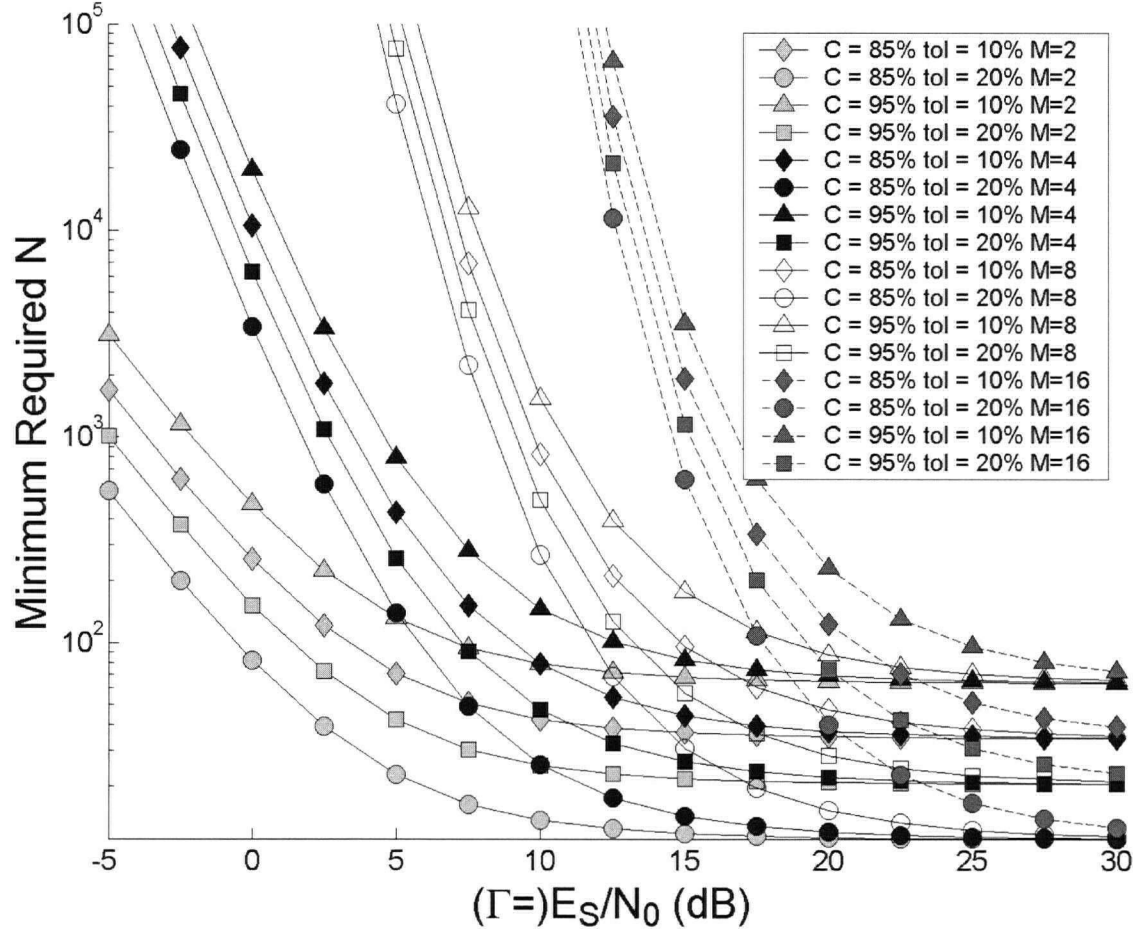 Minimum Required N
10^5
10^4
10^3
10^2
-5 0 5 10 15 20 25 30
(Γ=)E_S/N_0 (dB)
C = 85% tol = 10% M=2
C = 85% tol = 20% M=2
C = 95% tol = 10% M=2
C = 95% tol = 20% M=2
C = 85% tol = 10% M=4
C = 85% tol = 20% M=4
C = 95% tol = 10% M=4
C = 95% tol = 20% M=4
C = 85% tol = 10% M=8
C = 85% tol = 20% M=8
C = 95% tol = 10% M=8
C = 95% tol = 20% M=8
C = 85% tol = 10% M=16
C = 85% tol = 20% M=16
C = 95% tol = 10% M=16
C = 95% tol = 20% M=16